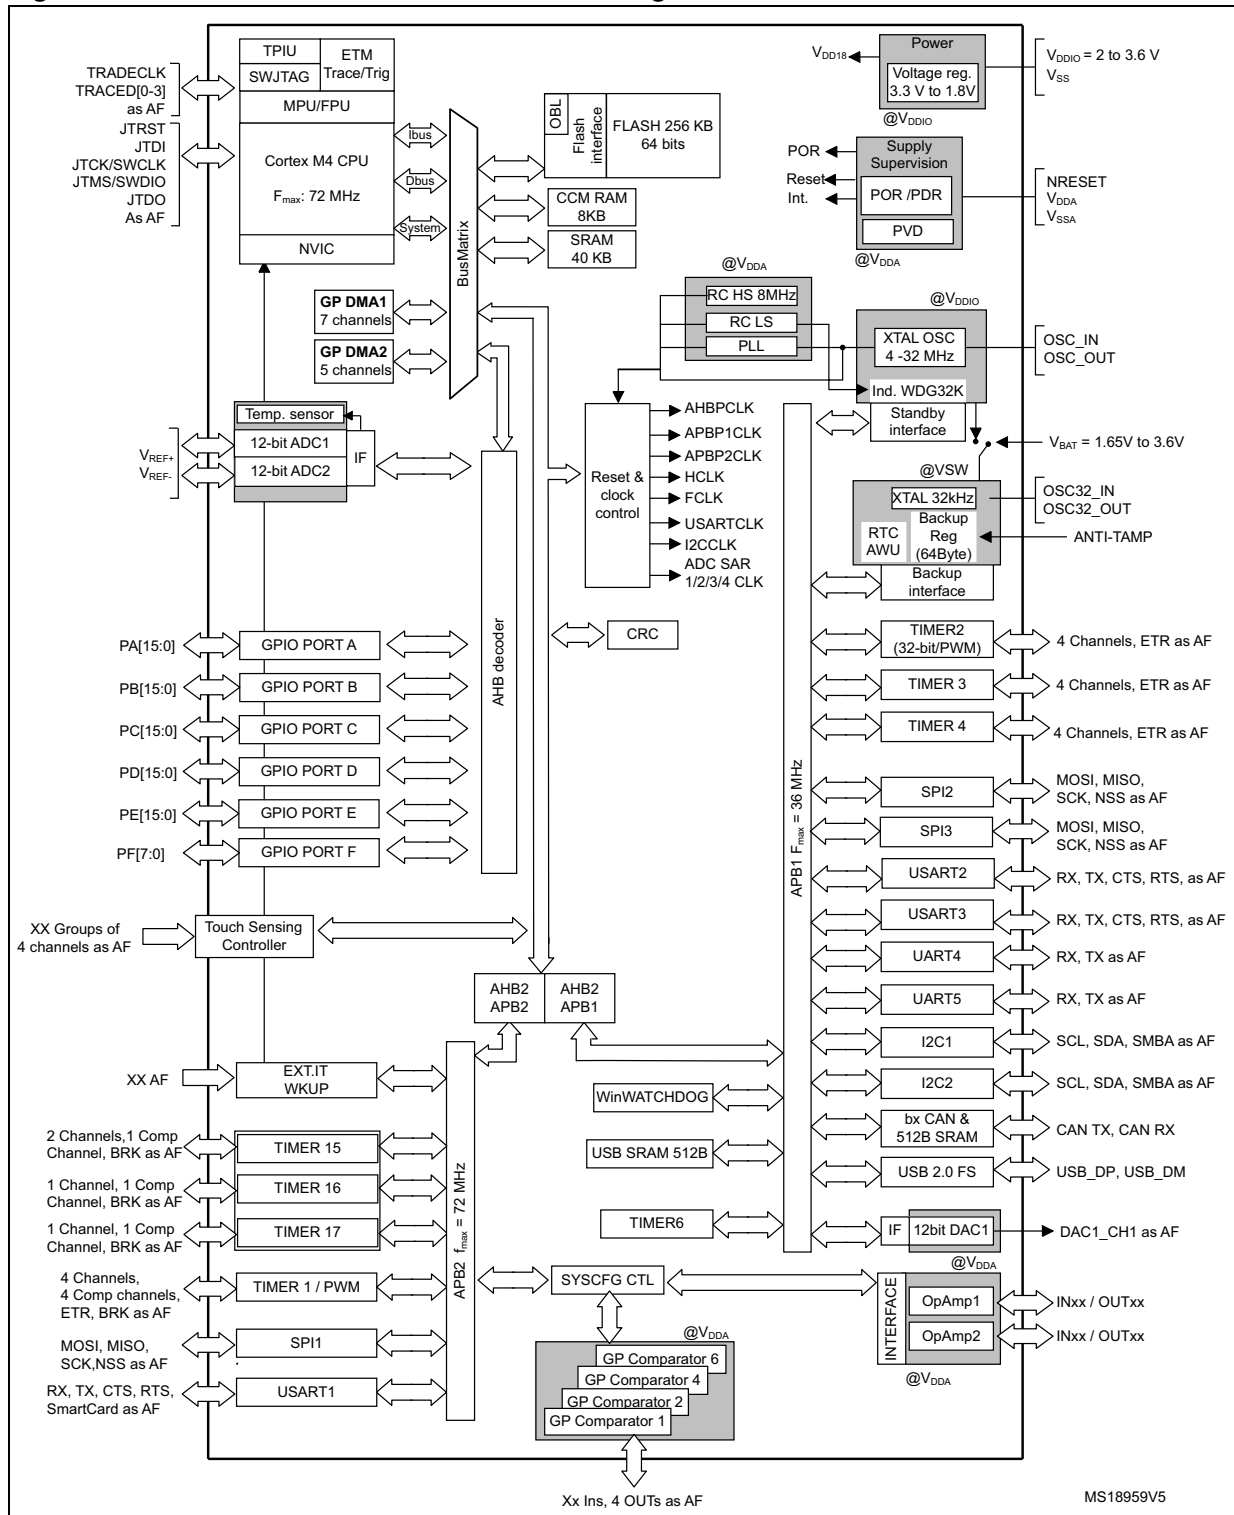 TPIU
SWJTAG
ETM
Trace/Trig
MPU/FPU
Cortex M4 CPU
Fmax: 72 MHz
NVIC
TRADECLK
TRACED[0-3]
as AF
JTRST
JTDI
JTCK/SWCLK
JTMS/SWDIO
JTDO
As AF
Ibus
Dbus
System
BusMatrix
OBL
Flash
interface
FLASH 256 KB
64 bits
CCM RAM
8KB
SRAM
40 KB
VDD18
Power
Voltage reg.
3.3 V to 1.8V
@VDDIO
VDDIO = 2 to 3.6 V
VSS
POR
Reset
Int.
Supply
Supervision
POR /PDR
PVD
@VDDA
NRESET
VDDA
VSSA
GP DMA1
7 channels
GP DMA2
5 channels
@VDDA
RC HS 8MHz
RC LS
PLL
@VDDIO
XTAL OSC
4 -32 MHz
Ind. WDG32K
Standby
interface
OSC_IN
OSC_OUT
VBAT = 1.65V to 3.6V
@VSW
XTAL 32kHz
RTC
AWU
Backup
Reg
(64Byte)
Backup
interface
OSC32_IN
OSC32_OUT
ANTI-TAMP
Temp. sensor
12-bit ADC1
12-bit ADC2
IF
VREF+
VREF-
Reset &
clock
control
AHBPCLK
APBP1CLK
APBP2CLK
HCLK
FCLK
USARTCLK
I2CCLK
ADC SAR
1/2/3/4 CLK
CRC
AHB decoder
PA[15:0]
GPIO PORT A
PB[15:0]
GPIO PORT B
PC[15:0]
GPIO PORT C
PD[15:0]
GPIO PORT D
PE[15:0]
GPIO PORT E
PF[7:0]
GPIO PORT F
XX Groups of
4 channels as AF
Touch Sensing
Controller
AHB2
APB2
AHB2
APB1
APB1 Fmax = 36 MHz
TIMER2
(32-bit/PWM)
4 Channels, ETR as AF
TIMER 3
4 Channels, ETR as AF
TIMER 4
4 Channels, ETR as AF
SPI2
MOSI, MISO,
SCK, NSS as AF
SPI3
MOSI, MISO,
SCK, NSS as AF
USART2
RX, TX, CTS, RTS, as AF
USART3
RX, TX, CTS, RTS, as AF
UART4
RX, TX as AF
UART5
RX, TX as AF
I2C1
SCL, SDA, SMBA as AF
I2C2
SCL, SDA, SMBA as AF
bx CAN &
512B SRAM
CAN TX, CAN RX
USB 2.0 FS
USB_DP, USB_DM
IF
12bit DAC1
DAC1_CH1 as AF
@VDDA
WinWATCHDOG
USB SRAM 512B
TIMER6
XX AF
EXT.IT
WKUP
2 Channels,1 Comp
Channel, BRK as AF
TIMER 15
1 Channel, 1 Comp
Channel, BRK as AF
TIMER 16
1 Channel, 1 Comp
Channel, BRK as AF
TIMER 17
4 Channels,
4 Comp channels,
ETR, BRK as AF
TIMER 1 / PWM
MOSI, MISO,
SCK,NSS as AF
SPI1
RX, TX, CTS, RTS,
SmartCard as AF
USART1
APB2 fmax = 72 MHz
SYSCFG CTL
@VDDA
GP Comparator 6
GP Comparator 4
GP Comparator 2
GP Comparator 1
Xx Ins, 4 OUTs as AF
INTERFACE
OpAmp1
OpAmp2
INxx / OUTxx
INxx / OUTxx
@VDDA
MS18959V5